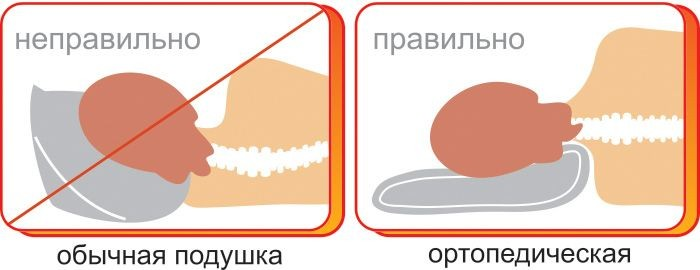 неправильно
правильно
обычная подушка
ортопедическая